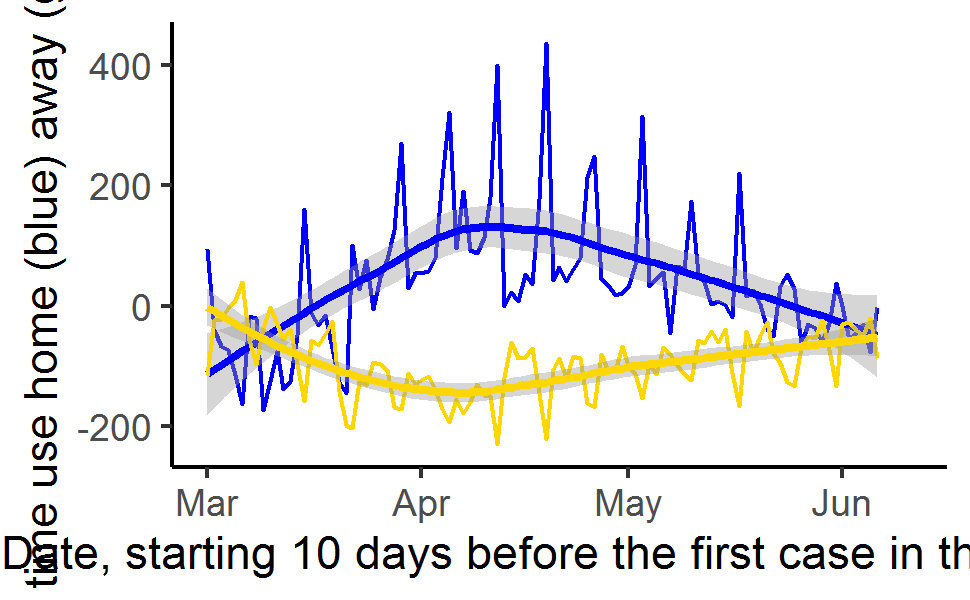 time use home (blue) away (
400
200
0
-200
Mar Apr May Jun
Date, starting 10 days before the first case in th